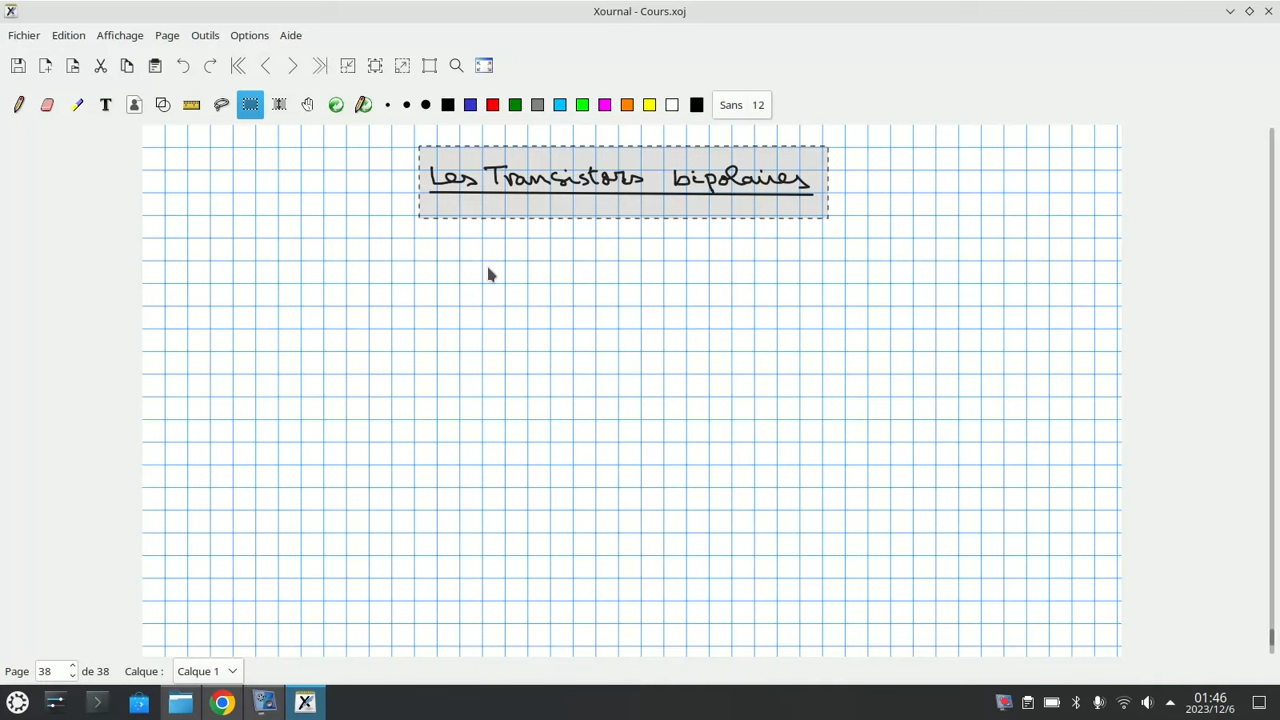 Xournal - Cours.xoj
Fichier Edition Affichage Page Outils Options Aide
T Sans 12
Les Transistors bipolaires
Page 38 de 38 Calque : Calque 1
01:46
2023/12/6